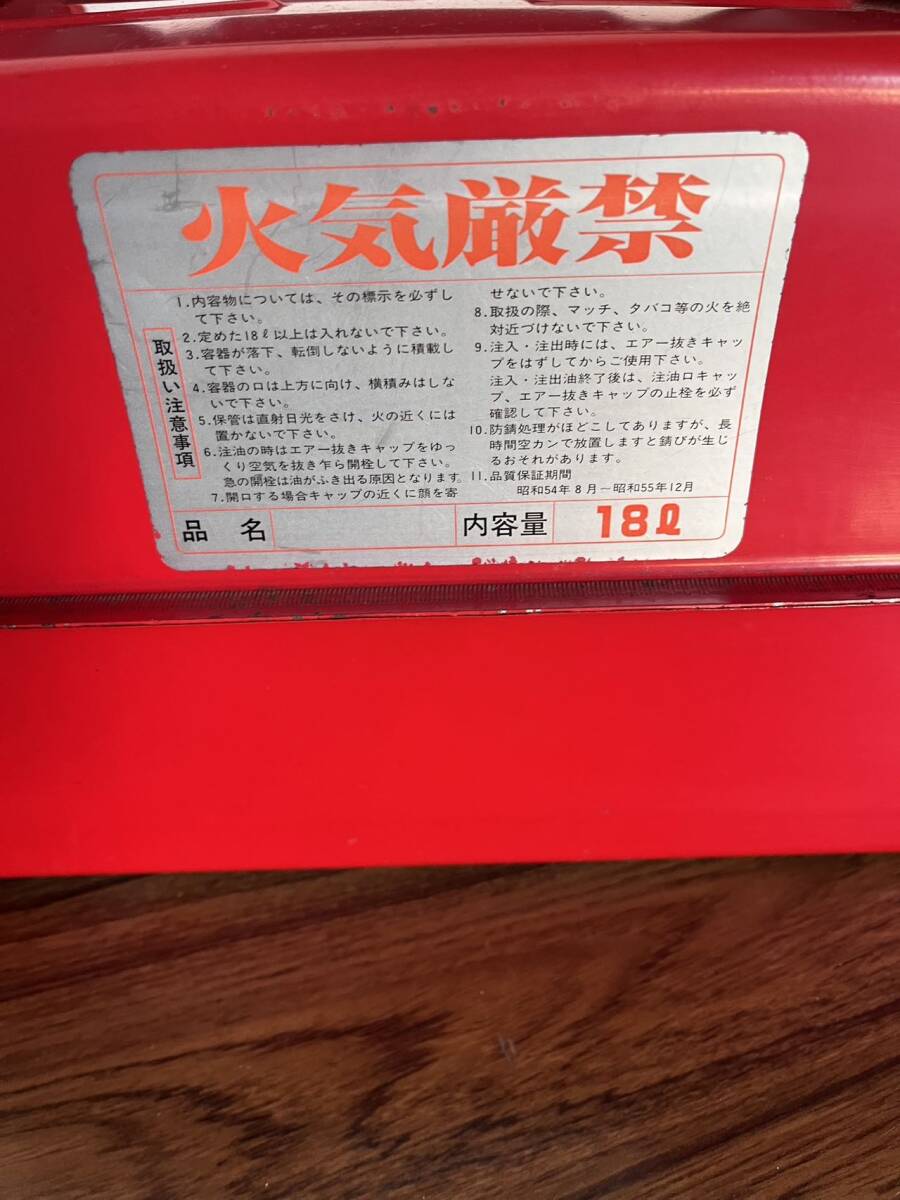 火気厳禁
取扱い注意事項
1.内容物については、その標示を必ずし
て下さい。
2.定めた18ℓ以上は入れないで下さい。
3.容器が落下、転倒しないように積載し
て下さい。
4.容器の口は上方に向け、横積みはしな
いで下さい。
5.保管は直射日光をさけ、火の近くには
置かないで下さい。
6.注油の時はエアー抜きキャップをゆっ
くり空気を抜き乍ら開栓して下さい。
急の開栓は油がふき出る原因となります。
7.開口する場合キャップの近くに顔を寄
せないで下さい。
8.取扱の際、マッチ、タバコ等の火を絶
対近づけないで下さい。
9.注入・注出時には、エアー抜きキャッ
プをはずしてからご使用下さい。
注入・注出油終了後は、注油口キャッ
プ、エアー抜きキャップの止栓を必ず
確認して下さい。
10.防錆処理がほどこしてありますが、長
時間空カンで放置しますと錆びが生じ
るおそれがあります。
11.品質保証期間
昭和54年8月−昭和55年12月
品名
内容量 18ℓ